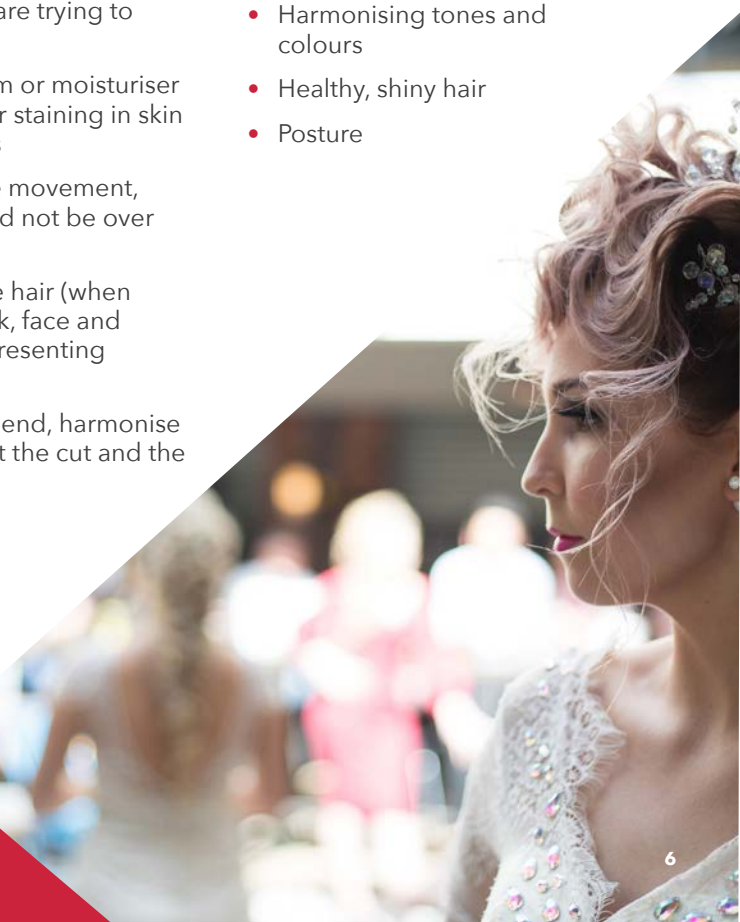 are trying to
m or moisturiser
r staining in skin
movement,
d not be over
hair (when
k, face and
resenting
end, harmonise
t the cut and the
• Harmonising tones and
colours
• Healthy, shiny hair
• Posture
6